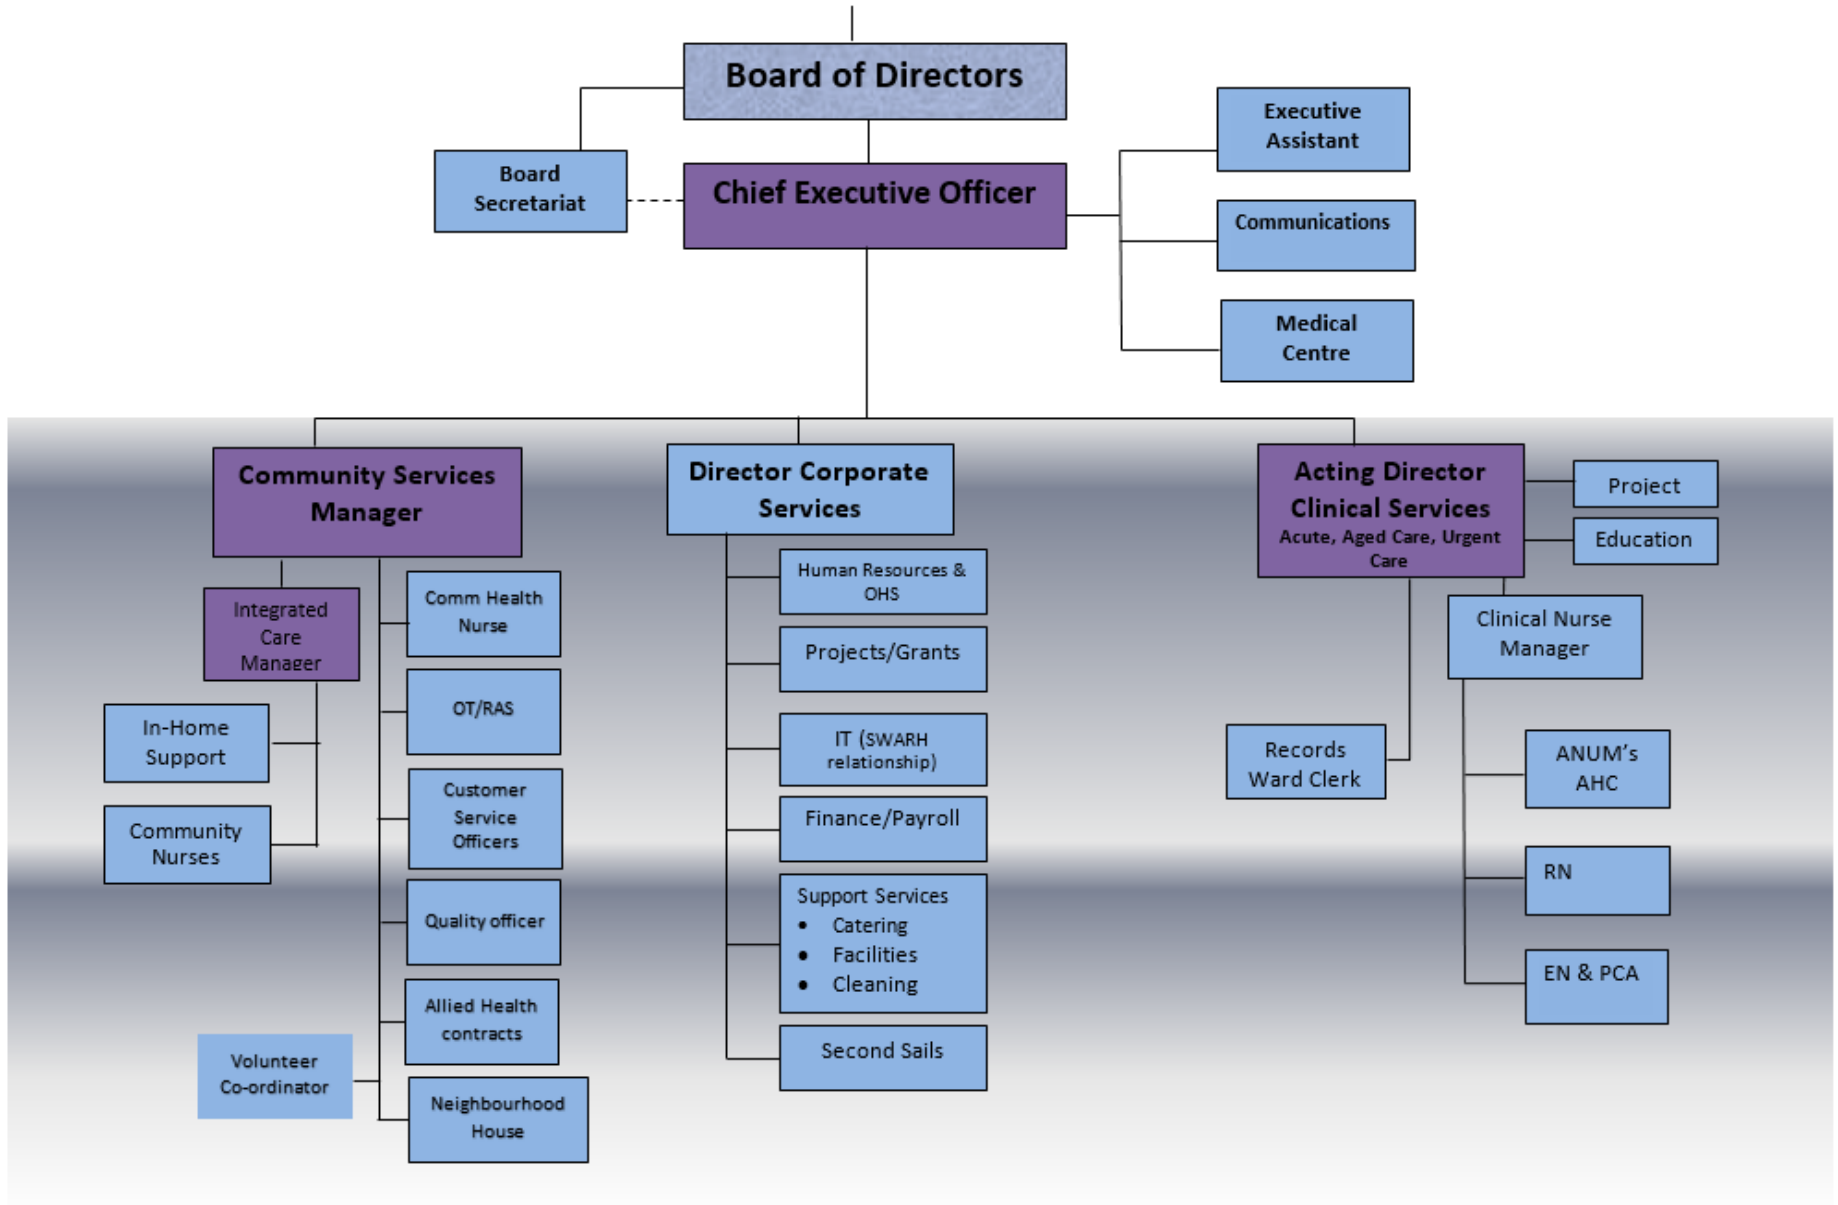 Board of Directors
Board
Secretariat
Chief Executive Officer
Executive
Assistant
Communications
Medical
Centre
Community Services
Manager
Integrated
Care
Manager
In-Home
Support
Community
Nurses
Comm Health
Nurse
OT/RAS
Customer
Service
Officers
Quality officer
Allied Health
contracts
Volunteer
Co-ordinator
Neighbourhood
House
Director Corporate
Services
Human Resources &
OHS
Projects/Grants
IT (SWARH
relationship)
Finance/Payroll
Support Services
• Catering
• Facilities
• Cleaning
Second Sails
Acting Director
Clinical Services
Acute, Aged Care, Urgent
Care
Project
Education
Clinical Nurse
Manager
Records
Ward Clerk
ANUM’s
AHC
RN
EN & PCA